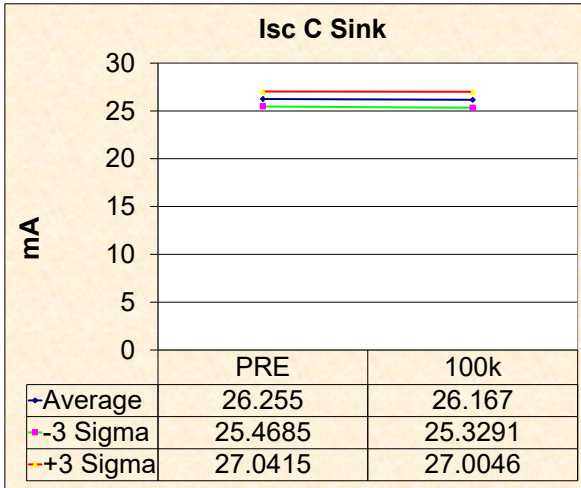 Isc C Sink
30
25
20
15
10
5
0
mA
PRE 100k
Average 26.255 26.167
-3 Sigma 25.4685 25.3291
+3 Sigma 27.0415 27.0046